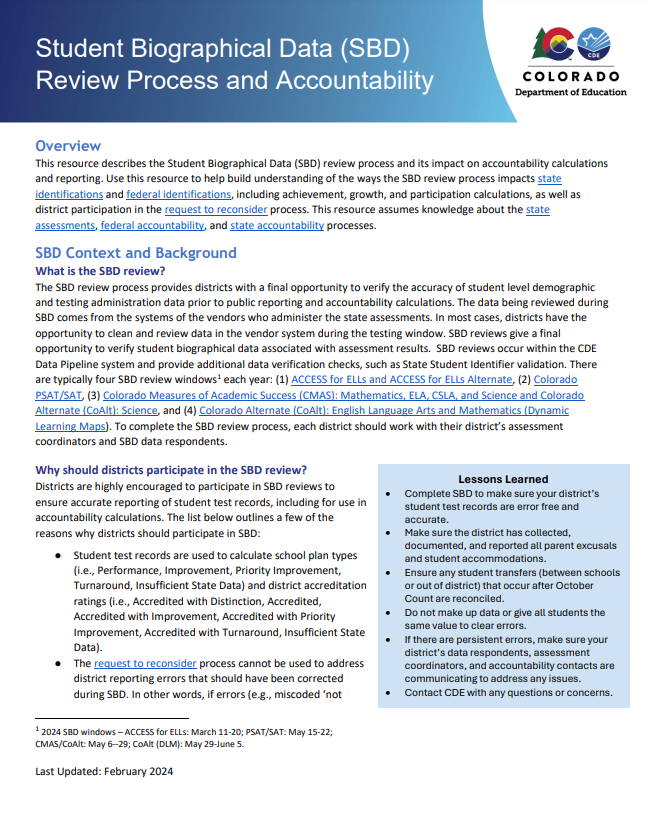 Student Biographical Data (SBD)
Review Process and Accountability
CDE
COLORADO
Department of Education
Overview
This resource describes the Student Biographical Data (SBD) review process and its impact on accountability calculations
and reporting. Use this resource to help build understanding of the ways the SBD review process impacts state
identifications and federal identifications, including achievement, growth, and participation calculations, as well as
district participation in the request to reconsider process. This resource assumes knowledge about the state
assessments, federal accountability, and state accountability processes.
SBD Context and Background
What is the SBD review?
The SBD review process provides districts with a final opportunity to verify the accuracy of student level demographic
and testing administration data prior to public reporting and accountability calculations. The data being reviewed during
SBD comes from the systems of the vendors who administer the state assessments. In most cases, districts have the
opportunity to clean and review data in the vendor system during the testing window. SBD reviews give a final
opportunity to verify student biographical data associated with assessment results.  SBD reviews occur within the CDE
Data Pipeline system and provide additional data verification checks, such as State Student Identifier validation. There
are typically four SBD review windows1 each year: (1) ACCESS for ELLs and ACCESS for ELLs Alternate, (2) Colorado
PSAT/SAT, (3) Colorado Measures of Academic Success (CMAS): Mathematics, ELA, CSLA, and Science and Colorado
Alternate (CoAlt): Science, and (4) Colorado Alternate (CoAlt): English Language Arts and Mathematics (Dynamic
Learning Maps). To complete the SBD review process, each district should work with their district's assessment
coordinators and SBD data respondents.
Why should districts participate in the SBD review?
Districts are highly encouraged to participate in SBD reviews to
ensure accurate reporting of student test records, including for use in
accountability calculations. The list below outlines a few of the
reasons why districts should participate in SBD:
● Student test records are used to calculate school plan types
(i.e., Performance, Improvement, Priority Improvement,
Turnaround, Insufficient State Data) and district accreditation
ratings (i.e., Accredited with Distinction, Accredited,
Accredited with Improvement, Accredited with Priority
Improvement, Accredited with Turnaround, Insufficient State
Data).
● The request to reconsider process cannot be used to address
district reporting errors that should have been corrected
during SBD. In other words, if errors (e.g., miscoded 'not
Lessons Learned
• Complete SBD to make sure your district's
student test records are error free and
accurate.
• Make sure the district has collected,
documented, and reported all parent excusals
and student accommodations.
• Ensure any student transfers (between schools
or out of district) that occur after October
Count are reconciled.
• Do not make up data or give all students the
same value to clear errors.
• If there are persistent errors, make sure your
district's data respondents, assessment
coordinators, and accountability contacts are
communicating to address any issues.
• Contact CDE with any questions or concerns.
1 2024 SBD windows – ACCESS for ELLs: March 11-20; PSAT/SAT: May 15-22;
CMAS/CoAlt: May 6--29; CoAlt (DLM): May 29-June 5.
Last Updated: February 2024